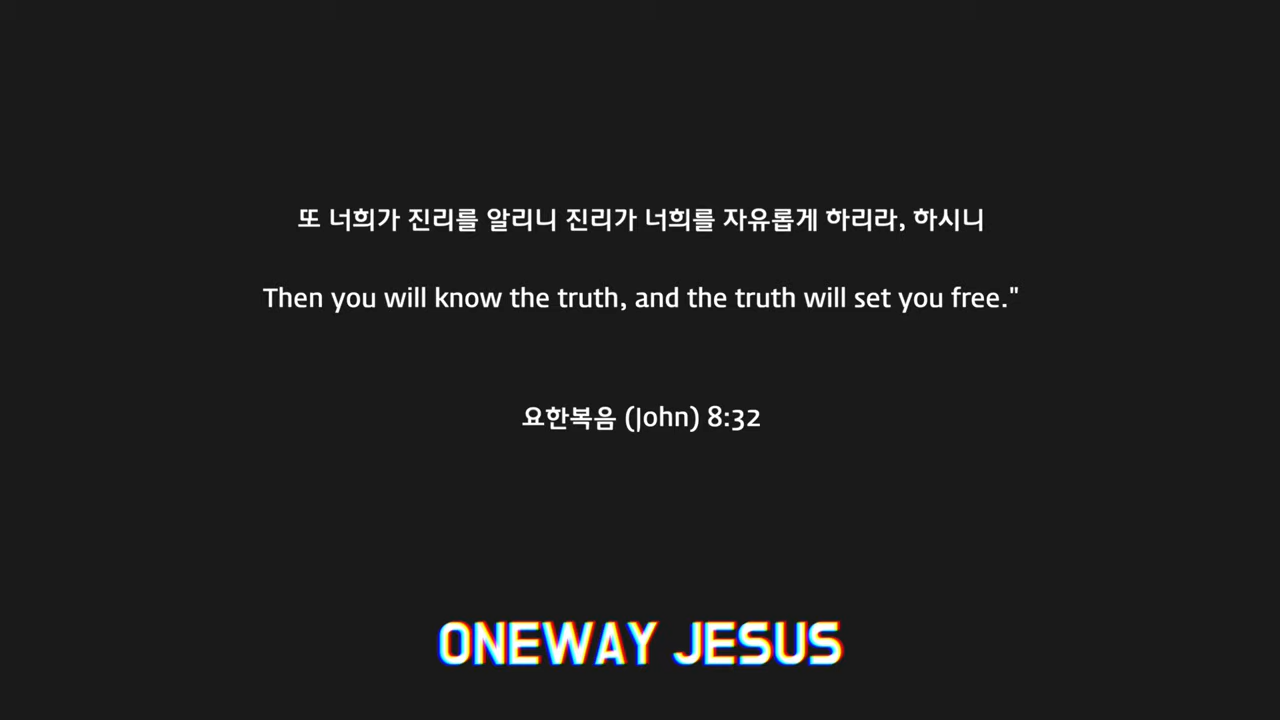 또 너희가 진리를 알리니 진리가 너희를 자유롭게 하리라, 하시니
Then you will know the truth, and the truth will set you free."
요한복음 (John) 8:32
ONEWAY JESUS